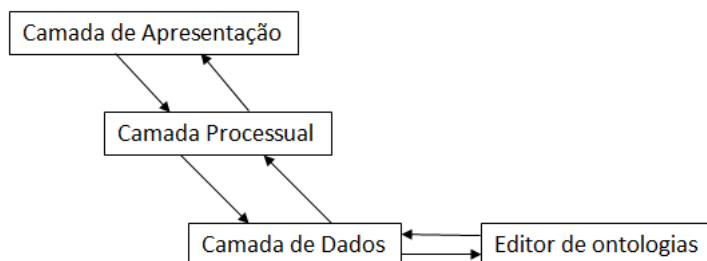 Camada de Apresentação
Camada Processual
Camada de Dados
Editor de ontologias